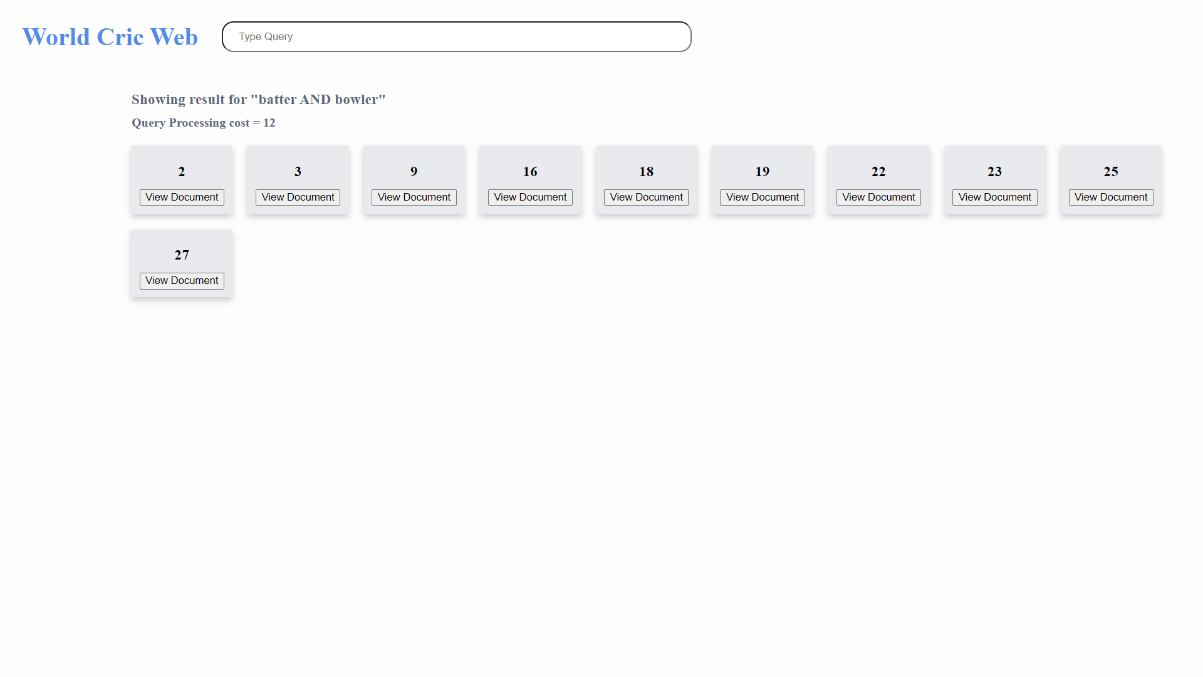 World Cric Web
Type Query
Showing result for "batter AND bowler"
Query Processing cost = 12
2 3 9 16 18 19 22 23 25
View Document View Document View Document View Document View Document View Document View Document View Document View Document
27
View Document